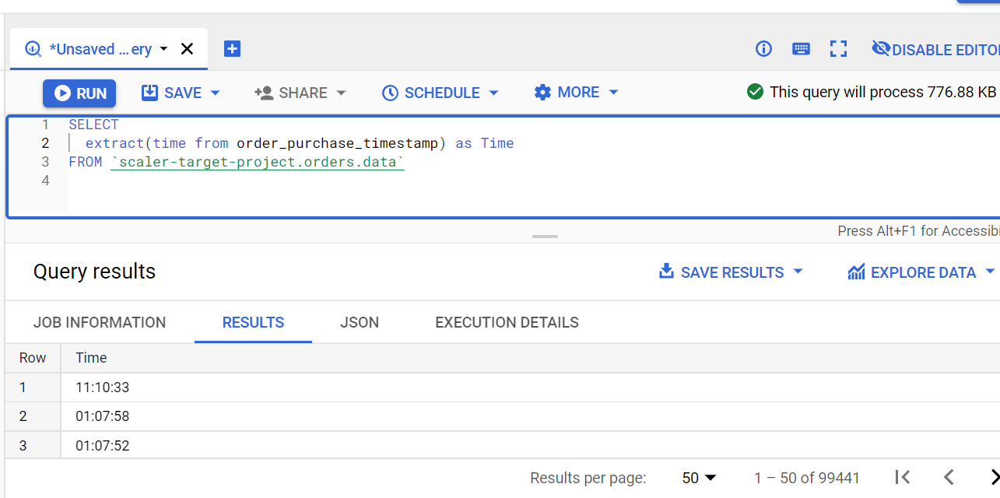 *Unsaved ...ery
DISABLE EDITO
RUN SAVE SHARE SCHEDULE MORE This query will process 776.88 KB
1 SELECT
2 extract(time from order_purchase_timestamp) as Time
3 FROM `scaler-target-project.orders.data`
4
Press Alt+F1 for Accessibi
Query results SAVE RESULTS EXPLORE DATA
JOB INFORMATION RESULTS JSON EXECUTION DETAILS
Row Time
1 11:10:33
2 01:07:58
3 01:07:52
Results per page: 50 1 – 50 of 99441